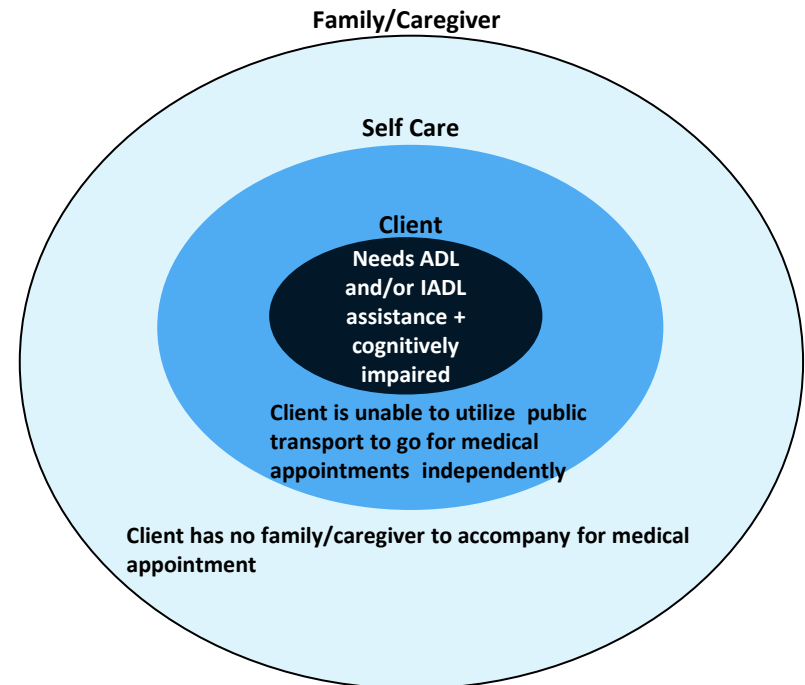 Family/Caregiver
Self Care
Client
Needs ADL
and/or IADL
assistance +
cognitively
impaired
Client is unable to utilize  public
transport to go for medical
appointments  independently
Client has no family/caregiver to accompany for medical
appointment